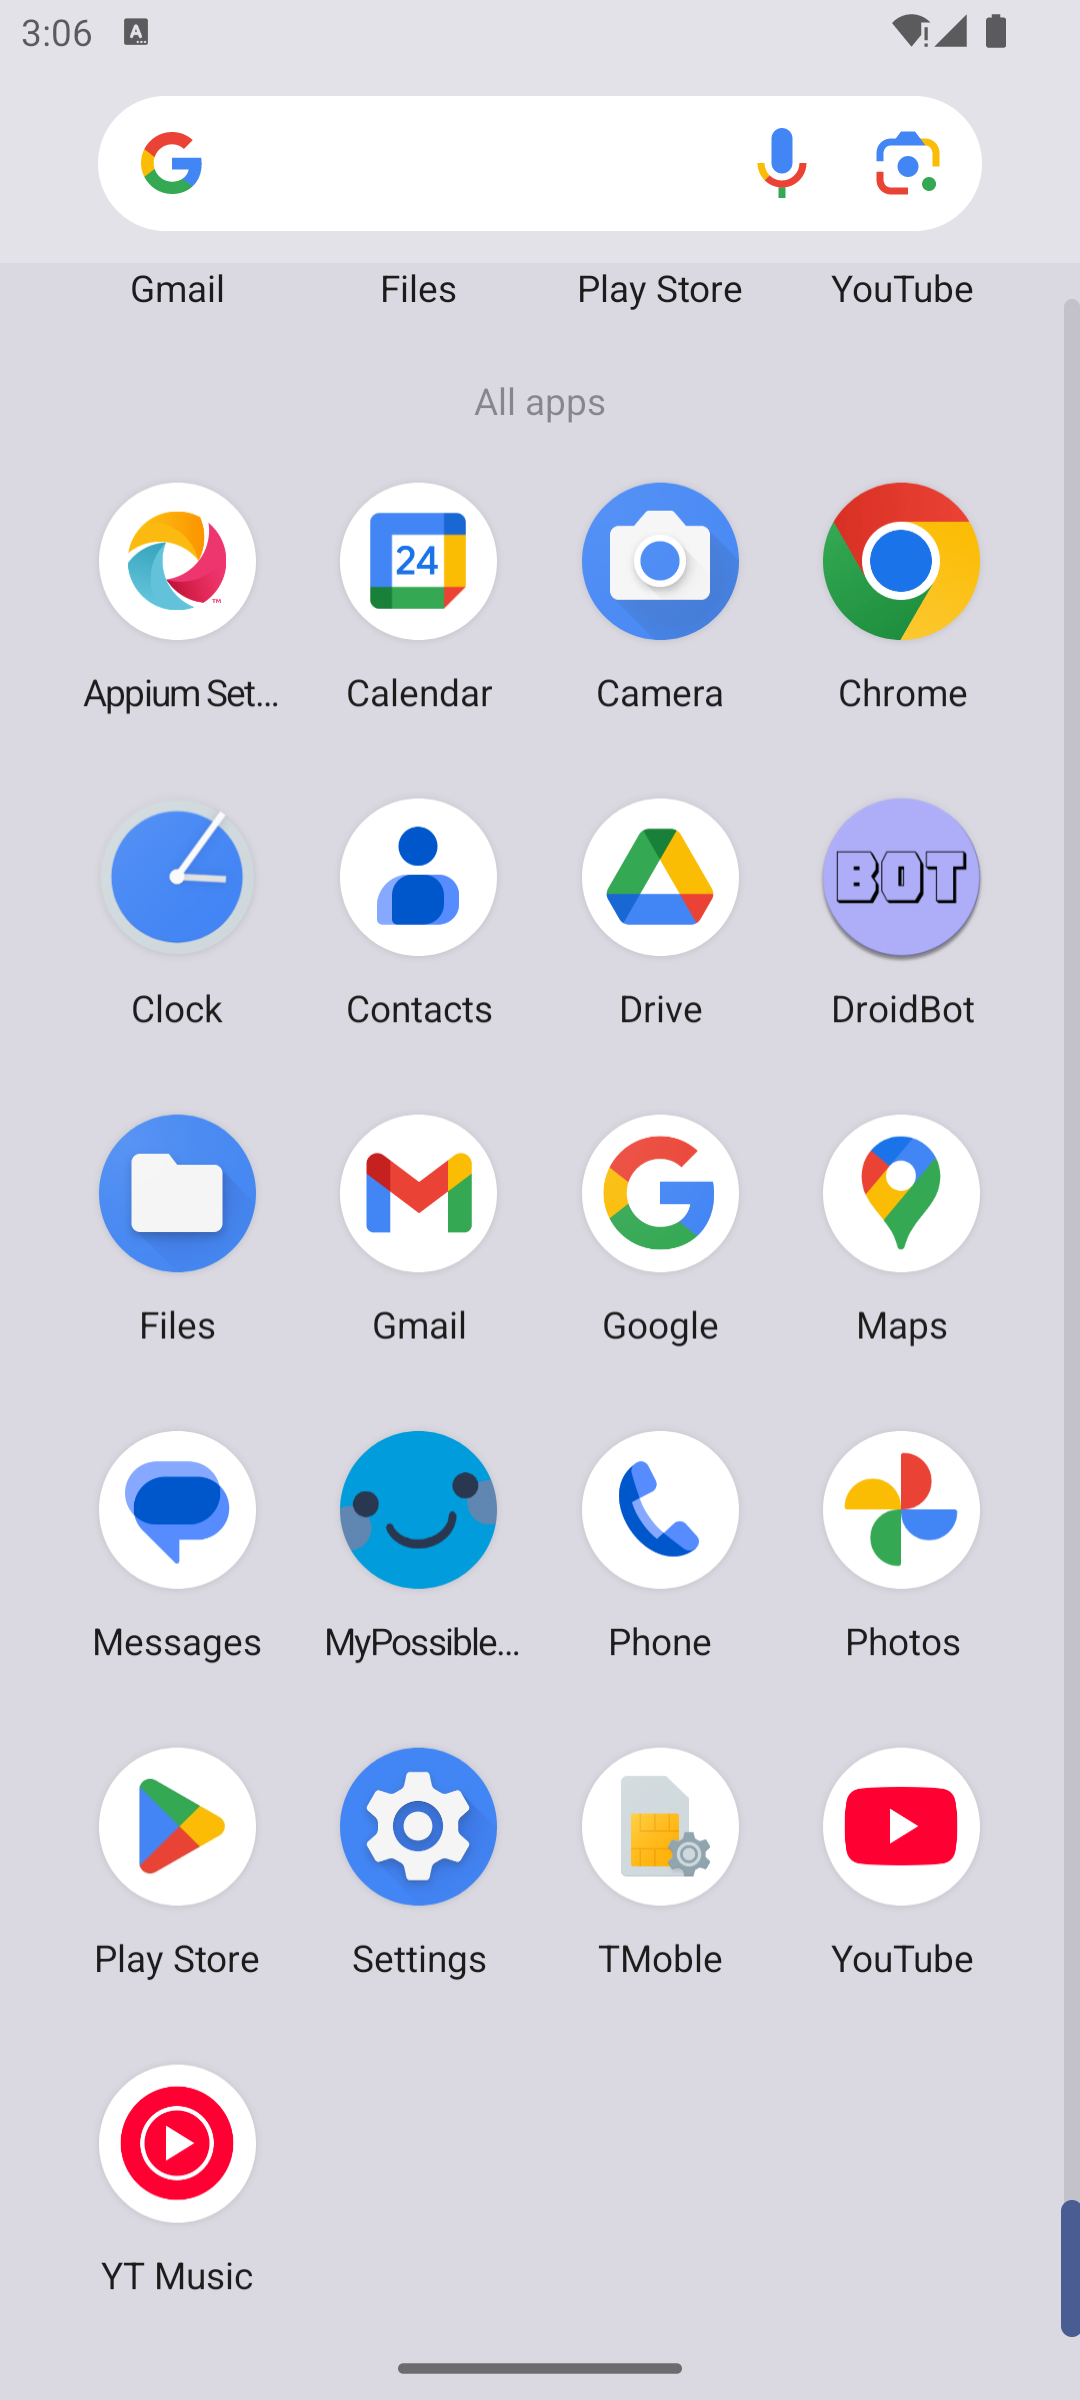 3:06
Gmail Files Play Store YouTube
All apps
24
Appium Set... Calendar Camera Chrome
BOT
Clock Contacts Drive DroidBot
Files Gmail Google Maps
Messages MyPossible... Phone Photos
Play Store Settings TMoble YouTube
YT Music